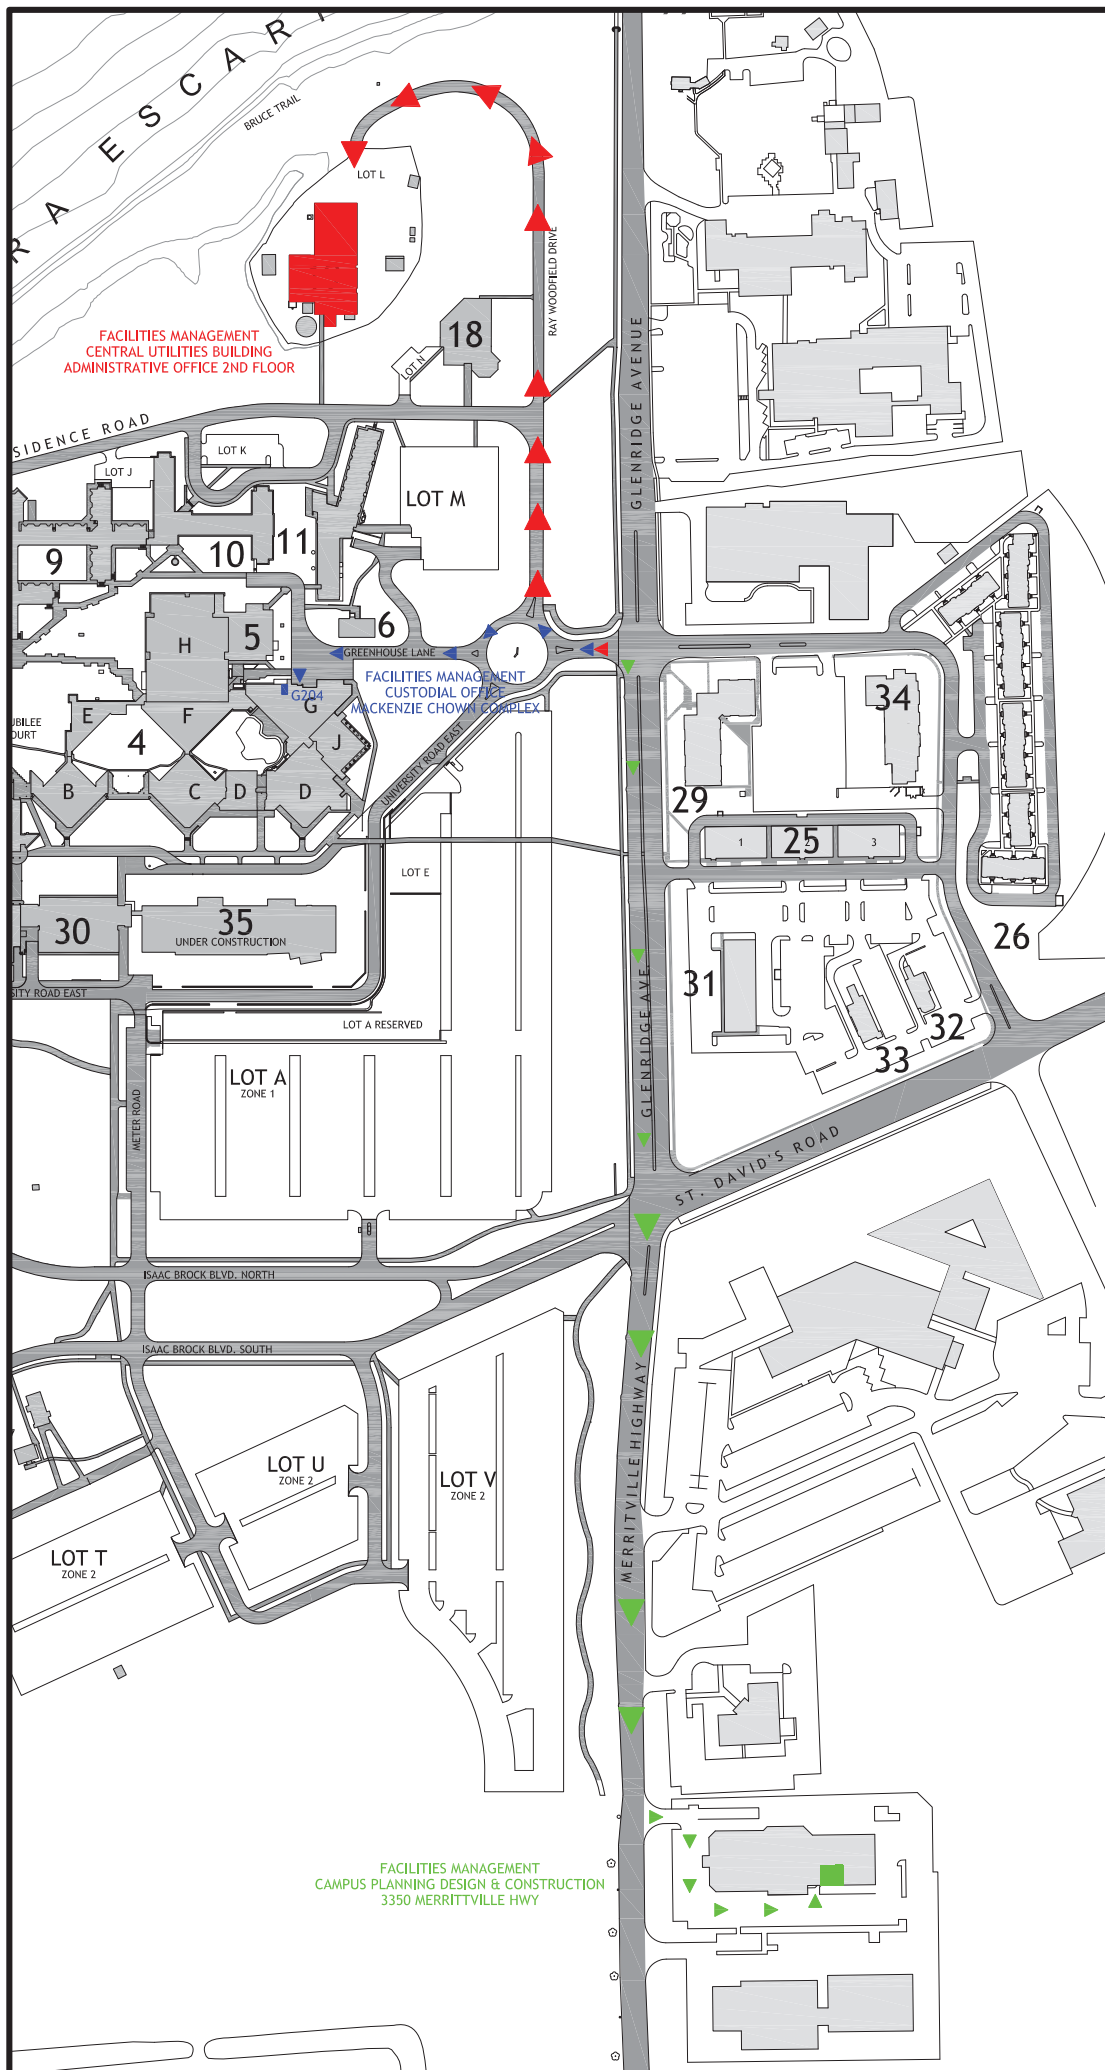 R A E S C A R
BRUCE TRAIL
LOT L
RAY WOODFIELD DRIVE
GLENRIDGE AVENUE
FACILITIES MANAGEMENT
CENTRAL UTILITIES BUILDING
ADMINISTRATIVE OFFICE 2ND FLOOR
18
LOT N
SIDENCE ROAD
LOT K
LOT J
LOT M
9
10
11
6
H
5
GREENHOUSE LANE
J
FACILITIES MANAGEMENT
CUSTODIAL OFFICE
MACKENZIE CHOWN COMPLEX
G204
G
E
F
UBILEE
OURT
4
J
34
UNIVERSITY ROAD EAST
B
C
D
D
29
1
25
2
3
LOT E
30
35
UNDER CONSTRUCTION
26
31
32
33
SITY ROAD EAST
LOT A RESERVED
GLENRIDGE AVE.
LOT A
ZONE 1
METER ROAD
ST. DAVID'S ROAD
ISAAC BROCK BLVD. NORTH
ISAAC BROCK BLVD. SOUTH
MERRITVILLE HIGHWAY
LOT U
ZONE 2
LOT V
ZONE 2
LOT T
ZONE 2
FACILITIES MANAGEMENT
CAMPUS PLANNING DESIGN & CONSTRUCTION
3350 MERRITTVILLE HWY